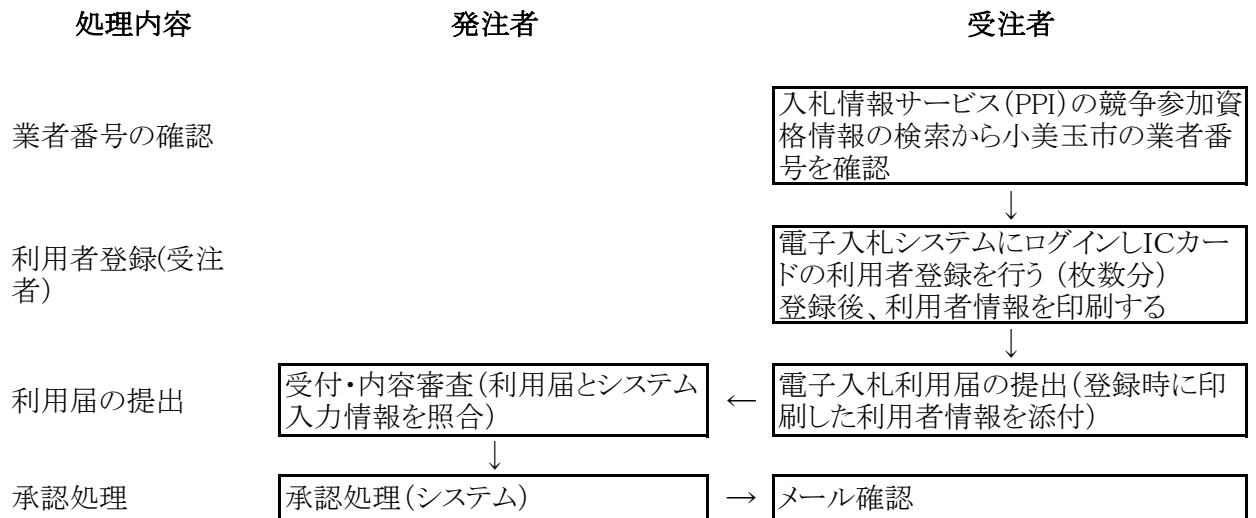 処理内容 発注者 受注者
業者番号の確認
入札情報サービス(PPI)の競争参加資
格情報の検索から小美玉市の業者番
号を確認
↓
利用者登録(受注
者)
電子入札システムにログインしICカー
ドの利用者登録を行う (枚数分)
登録後、利用者情報を印刷する
↓
利用届の提出
受付・内容審査(利用届とシステム
入力情報を照合)
←
電子入札利用届の提出(登録時に印
刷した利用者情報を添付)
↓
承認処理
承認処理(システム)
→
メール確認